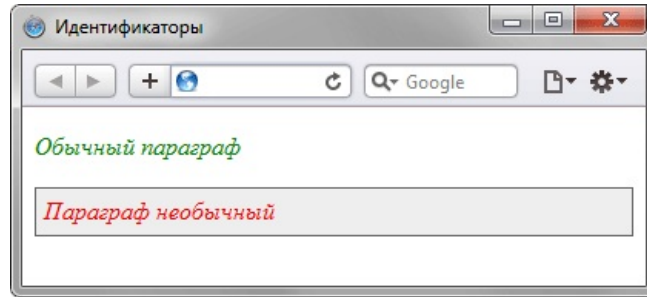 Идентификаторы
Google
Обычный параграф
Параграф необычный